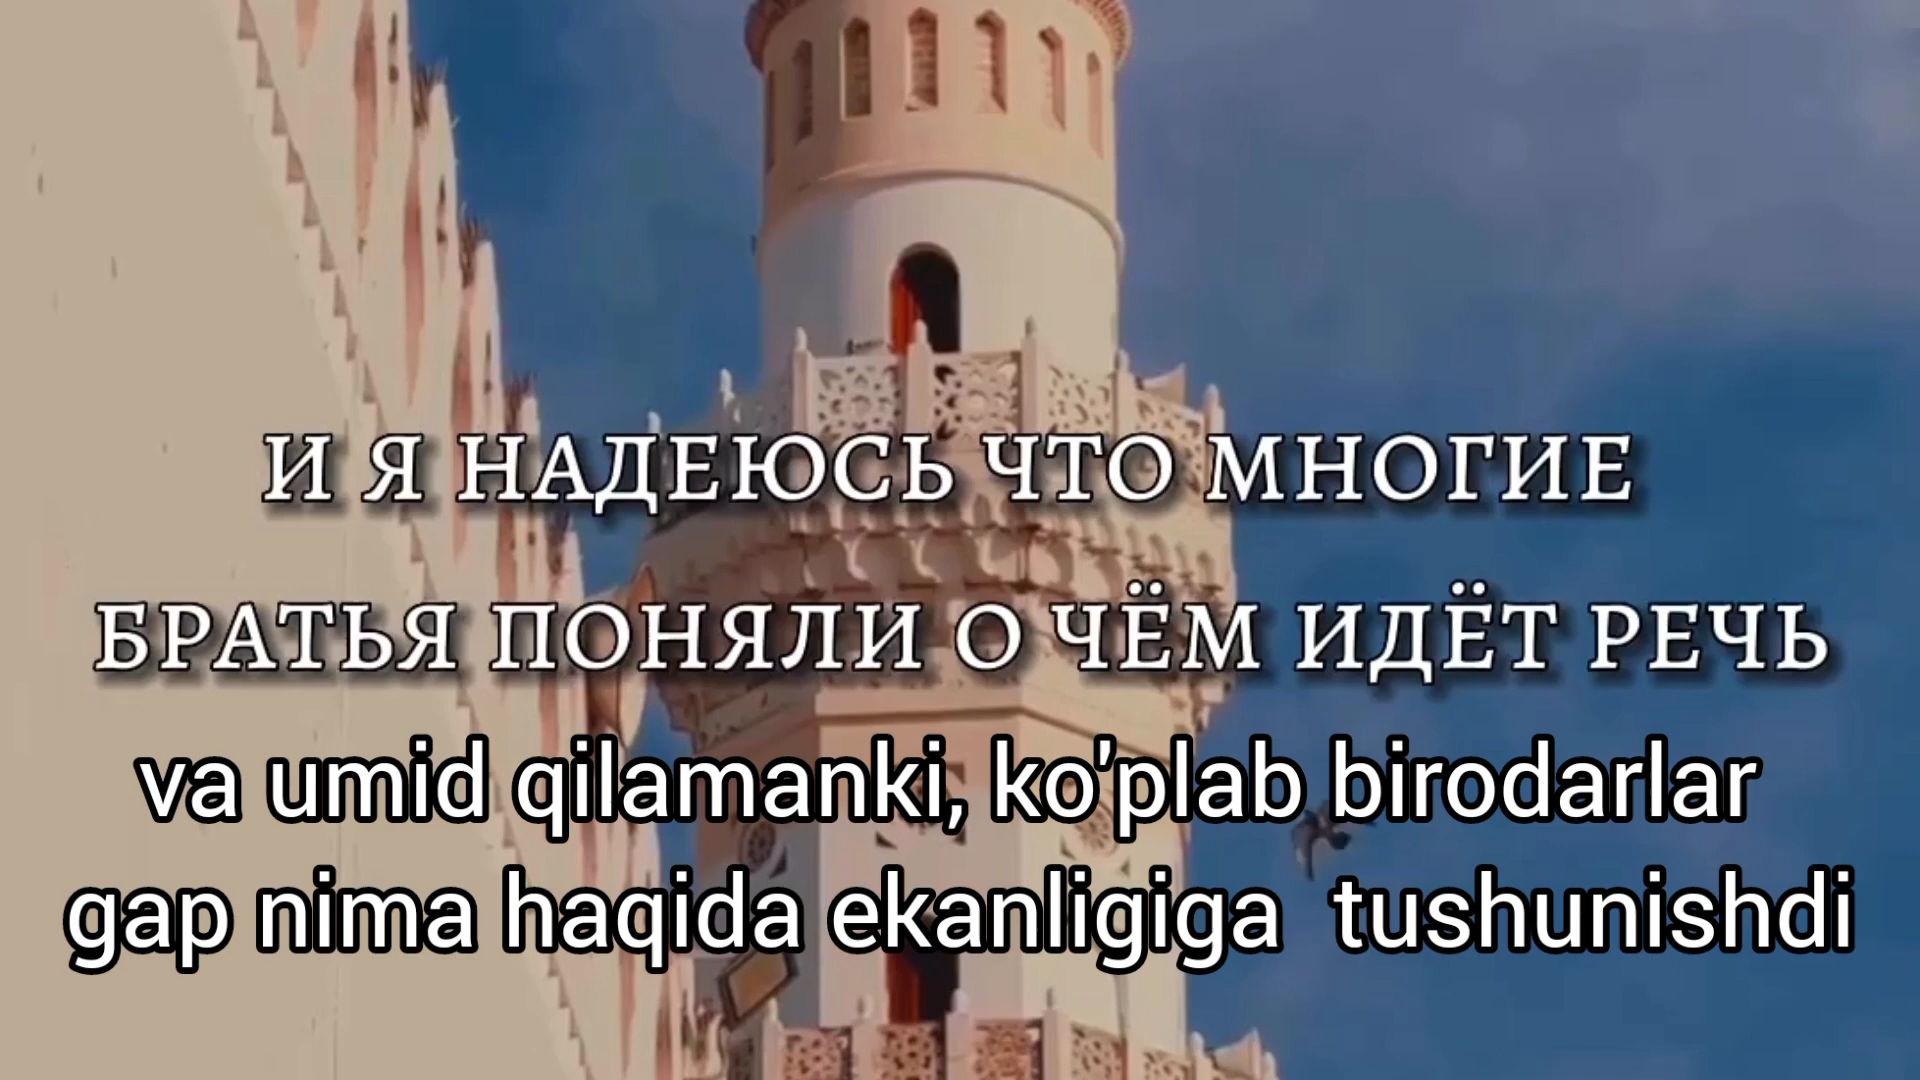 И Я НАДЕЮСЬ ЧТО МНОГИЕ
БРАТЬЯ ПОНЯЛИ О ЧЁМ ИДЁТ РЕЧЬ
va umid qilamanki, ko'plab birodarlar
gap nima haqida ekanligiga tushunishdi